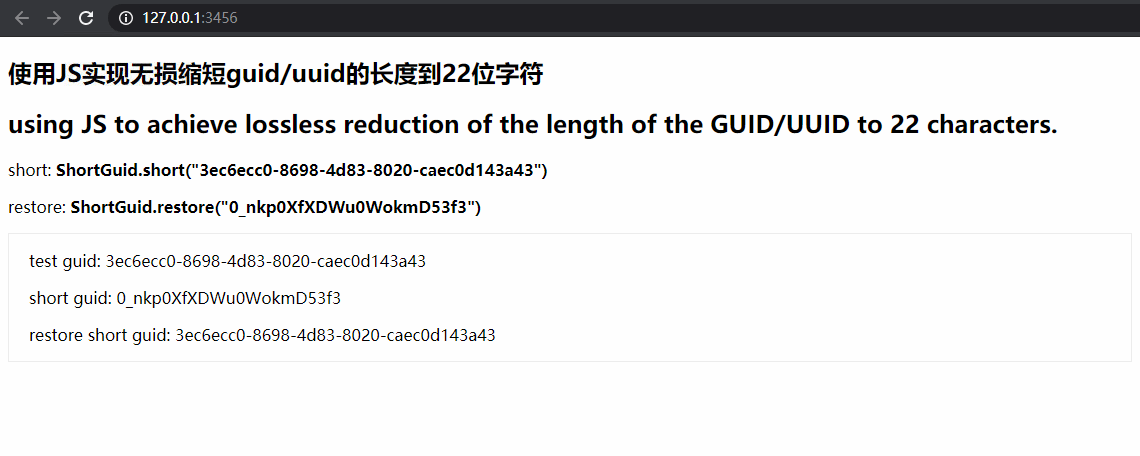 127.0.0.1:3456
使用JS实现无损缩短guid/uuid的长度到22位字符
using JS to achieve lossless reduction of the length of the GUID/UUID to 22 characters.
short: ShortGuid.short("3ec6ecc0-8698-4d83-8020-caec0d143a43")
restore: ShortGuid.restore("0_nkp0XfXDWu0WokmD53f3")
test guid: 3ec6ecc0-8698-4d83-8020-caec0d143a43
short guid: 0_nkp0XfXDWu0WokmD53f3
restore short guid: 3ec6ecc0-8698-4d83-8020-caec0d143a43